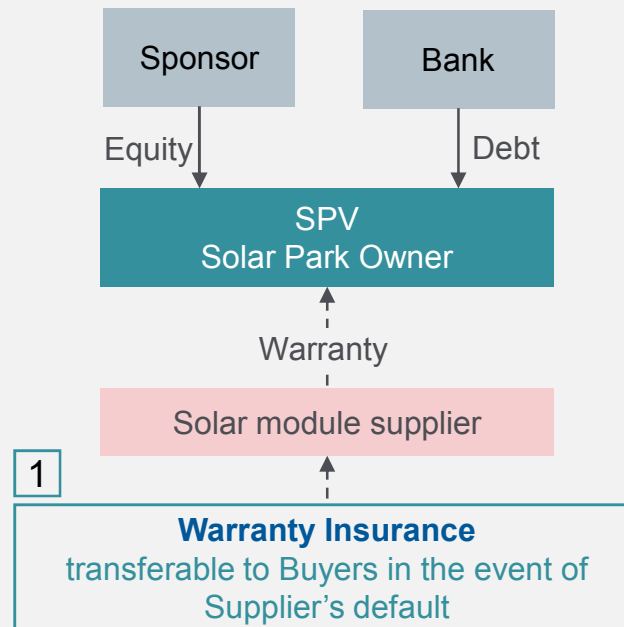 Sponsor
Bank
Equity
Debt
SPV
Solar Park Owner
Warranty
Solar module supplier
1
Warranty Insurance
transferable to Buyers in the event of
Supplier's default